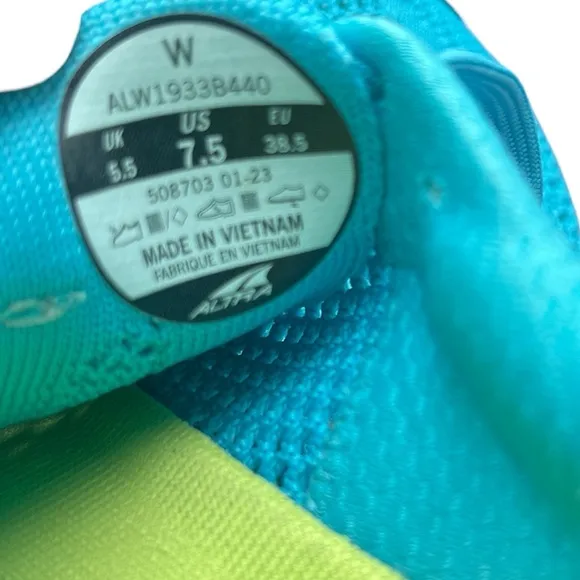 W
ALW1933B440
UK US EU
5.5 7.5 38.5
508703 01-23
MADE IN VIETNAM
FABRIQUE EN VIETNAM
ALTRA